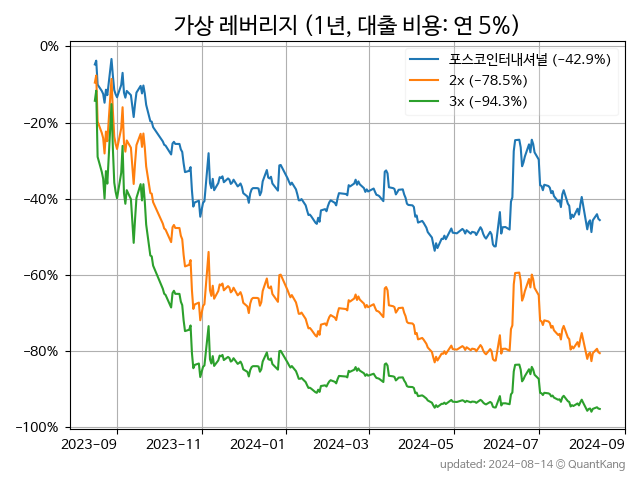 가상 레버리지 (1년, 대출 비용: 연 5%)
포스코인터내셔널 (−42.9%)
2x (−78.5%)
3x (−94.3%)
0%
−20%
−40%
−60%
−80%
−100%
2023-09 2023-11 2024-01 2024-03 2024-05 2024-07 2024-09
updated: 2024-08-14 © QuantKang